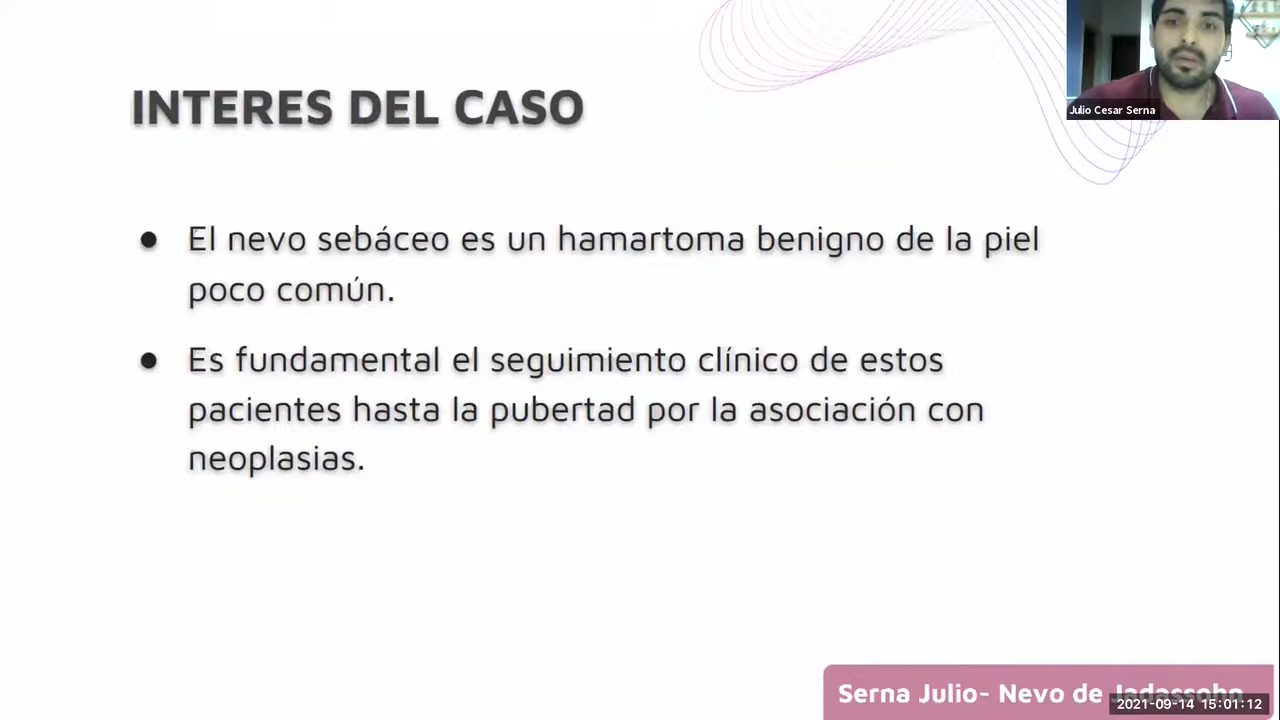 INTERES DEL CASO
Julio Cesar Serna
● El nevo sebáceo es un hamartoma benigno de la piel
poco común.
● Es fundamental el seguimiento clínico de estos
pacientes hasta la pubertad por la asociación con
neoplasias.
Serna Julio- Nevo de Jadassohn
2021-09-14 15:01:12